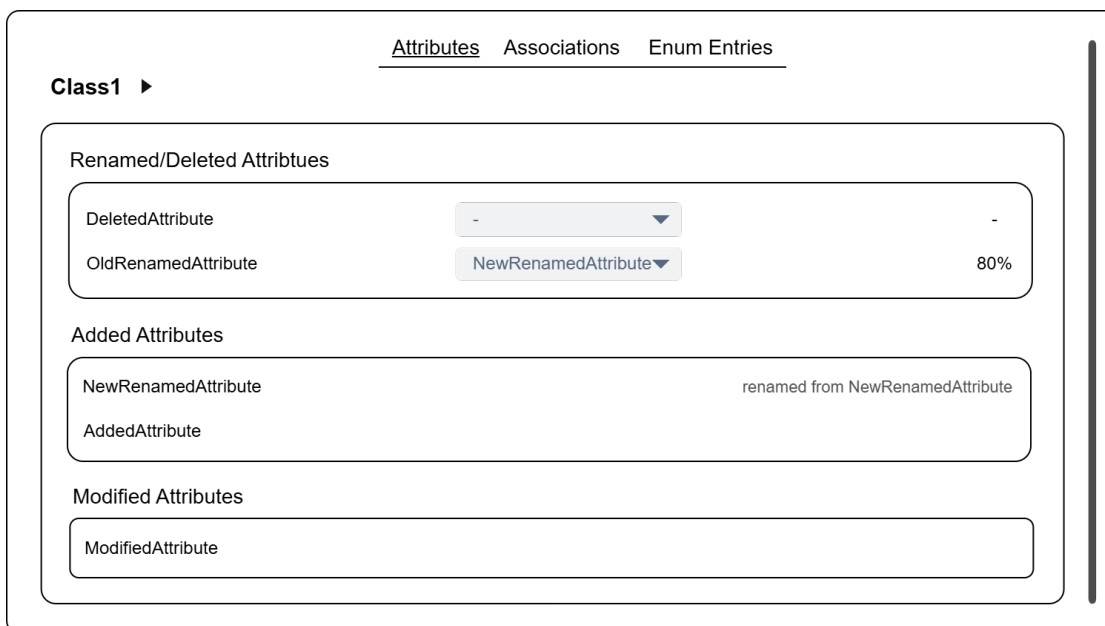 Attributes Associations Enum Entries
Class1
Renamed/Deleted Attribtues
DeletedAttribute - -
OldRenamedAttribute NewRenamedAttribute 80%
Added Attributes
NewRenamedAttribute renamed from NewRenamedAttribute
AddedAttribute
Modified Attributes
ModifiedAttribute